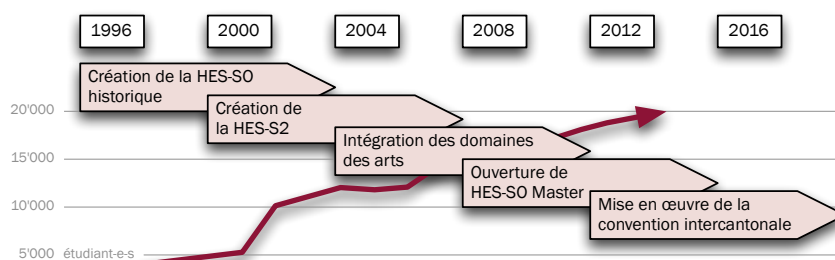 1996 2000 2004 2008 2012 2016
Création de la HES-SO
historique
20'000
Création de
la HES-S2
Intégration des domaines
des arts
15'000
Ouverture de
HES-SO Master
10'000
Mise en œuvre de la
convention intercantonale
5'000 étudiant-e-s